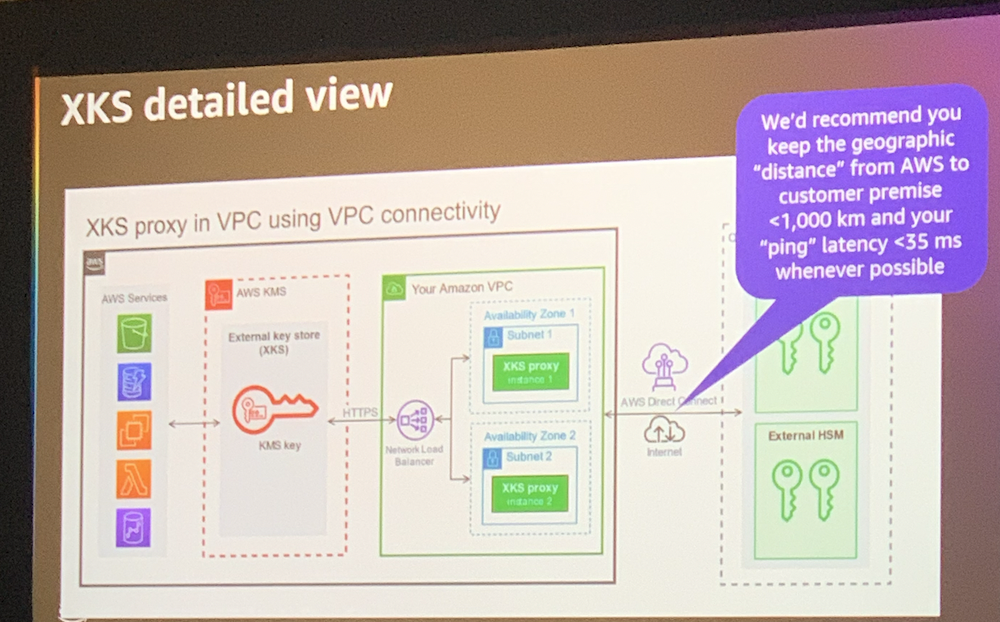 XKS detailed view
We'd recommend you
keep the geographic
"distance" from AWS to
customer premise
<1,000 km and your
"ping" latency <35 ms
whenever possible
XKS proxy in VPC using VPC connectivity
aws
AWS Services
AWS KMS
External key store
(XKS)
KMS key
HTTPS
Network Load
Balancer
Your Amazon VPC
Availability Zone 1
Subnet 1
XKS proxy
instance 1
Availability Zone 2
Subnet 2
XKS proxy
instance 2
AWS Direct Connect
Internet
External HSM